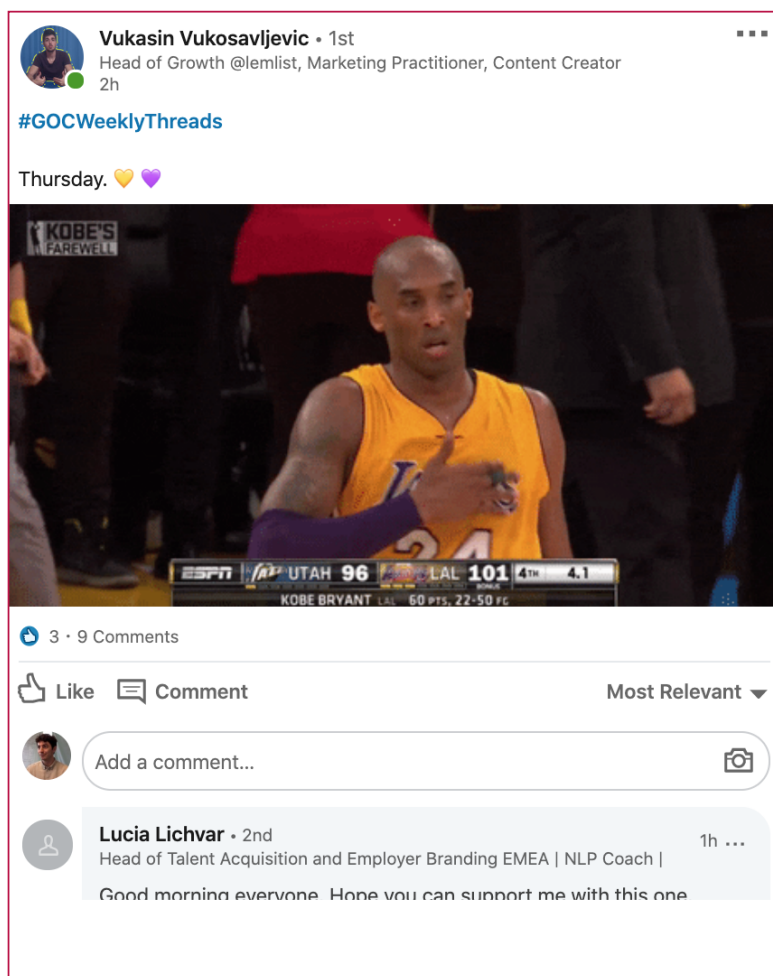 Vukasin Vukosavljevic • 1st
Head of Growth @lemlist, Marketing Practitioner, Content Creator
2h
#GOCWeeklyThreads
Thursday. 💛 💜
KOBE'S
FAREWELL
24
ESPN JAZZ UTAH 96 LAL 101 4TH 4.1
BONUS
KOBE BRYANT LAL 60 PTS, 22-50 FG
3 · 9 Comments
Like Comment Most Relevant
Add a comment...
Lucia Lichvar • 2nd
1h ...
Head of Talent Acquisition and Employer Branding EMEA | NLP Coach |
Good morning everyone. Hope you can support me with this one